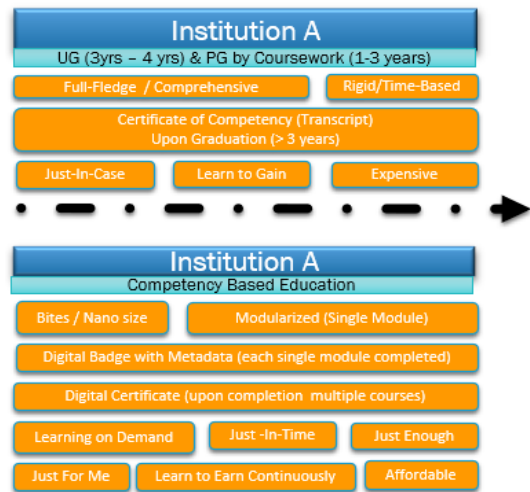 Institution A
UG (3yrs – 4 yrs) & PG by Coursework (1-3 years)
Full-Fledge / Comprehensive
Rigid/Time-Based
Certificate of Competency (Transcript)
Upon Graduation (> 3 years)
Just-In-Case
Learn to Gain
Expensive
Institution A
Competency Based Education
Bites / Nano size
Modularized (Single Module)
Digital Badge with Metadata (each single module completed)
Digital Certificate (upon completion multiple courses)
Learning on Demand
Just -In-Time
Just Enough
Just For Me
Learn to Earn Continuously
Affordable